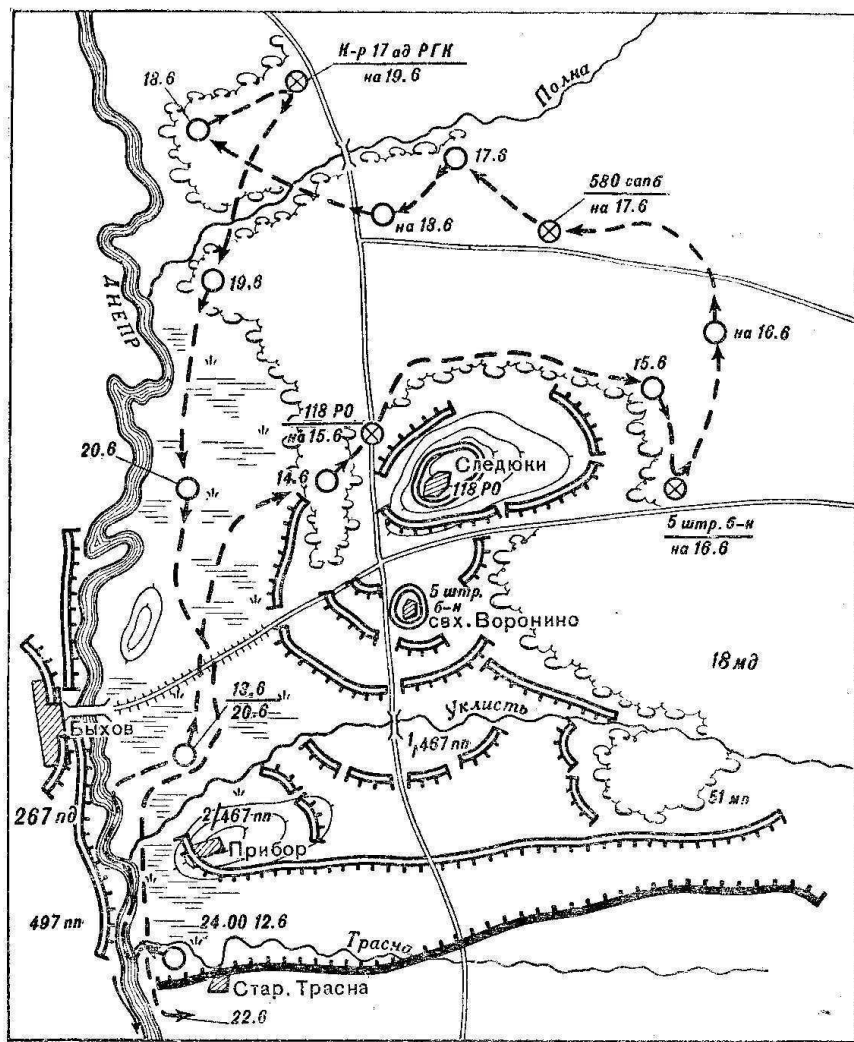 К-р 17 ад РГК
на 19.6
18.6
Полна
17.6
580 сапб
на 17.6
на 18.6
19.6
ДНЕПР
на 16.6
15.6
118 РО
на 15.6
20.6
14.6
Следюки
118 РО
5 штр. б-н
на 16.6
5 штр.
б-н
свх. Воронино
18 мд
13.6
20.6
Быхов
Уклисть
1/467 пп
267 пд
2/467 пп
51 мп
Прибор
497 пп
24.00 12.6
Трасна
Стар. Трасна
22.6